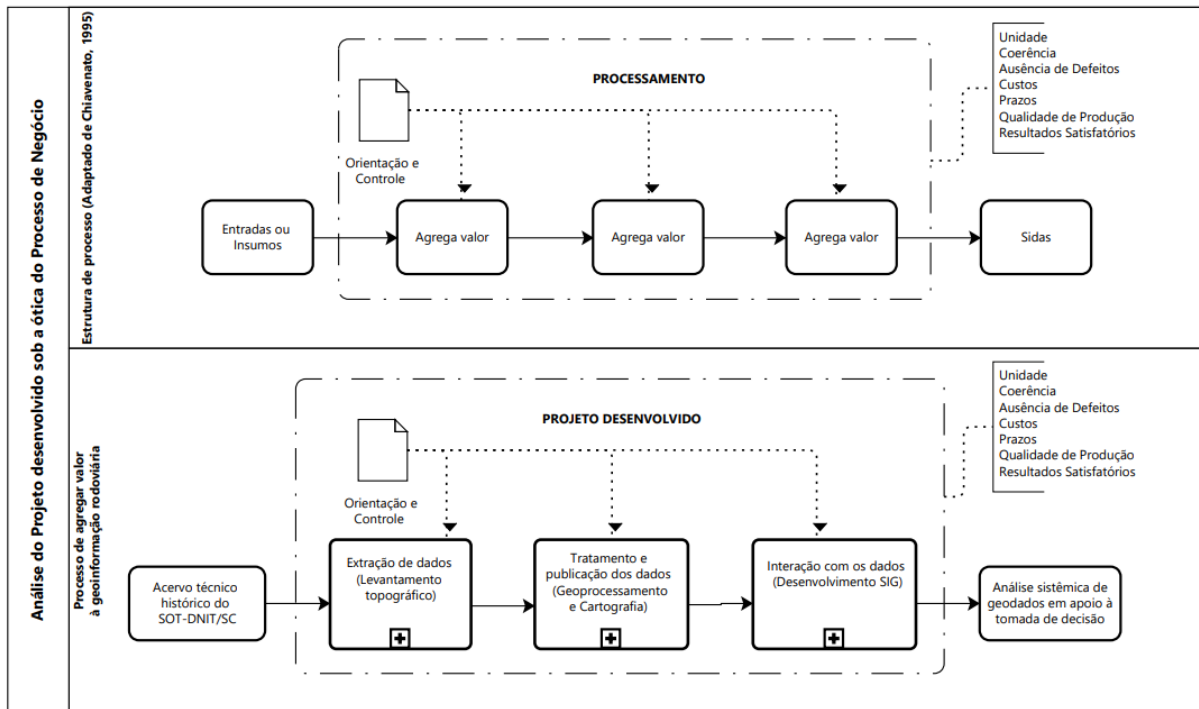 Análise do Projeto desenvolvido sob a ótica do Processo de Negócio
Estrutura de processo (Adaptado de Chiavenato, 1995)
PROCESSAMENTO
Orientação e
Controle
Entradas ou
Insumos
Agrega valor
Agrega valor
Agrega valor
Sidas
Unidade
Coerência
Ausência de Defeitos
Custos
Prazos
Qualidade de Produção
Resultados Satisfatórios
Processo de agregar valor
à geoinformação rodoviária
PROJETO DESENVOLVIDO
Orientação e
Controle
Acervo técnico
histórico do
SOT-DNIT/SC
Extração de dados
(Levantamento
topográfico)
Tratamento e
publicação dos dados
(Geoprocessamento
e Cartografia)
Interação com os dados
(Desenvolvimento SIG)
Análise sistêmica de
geodados em apoio à
tomada de decisão
Unidade
Coerência
Ausência de Defeitos
Custos
Prazos
Qualidade de Produção
Resultados Satisfatórios